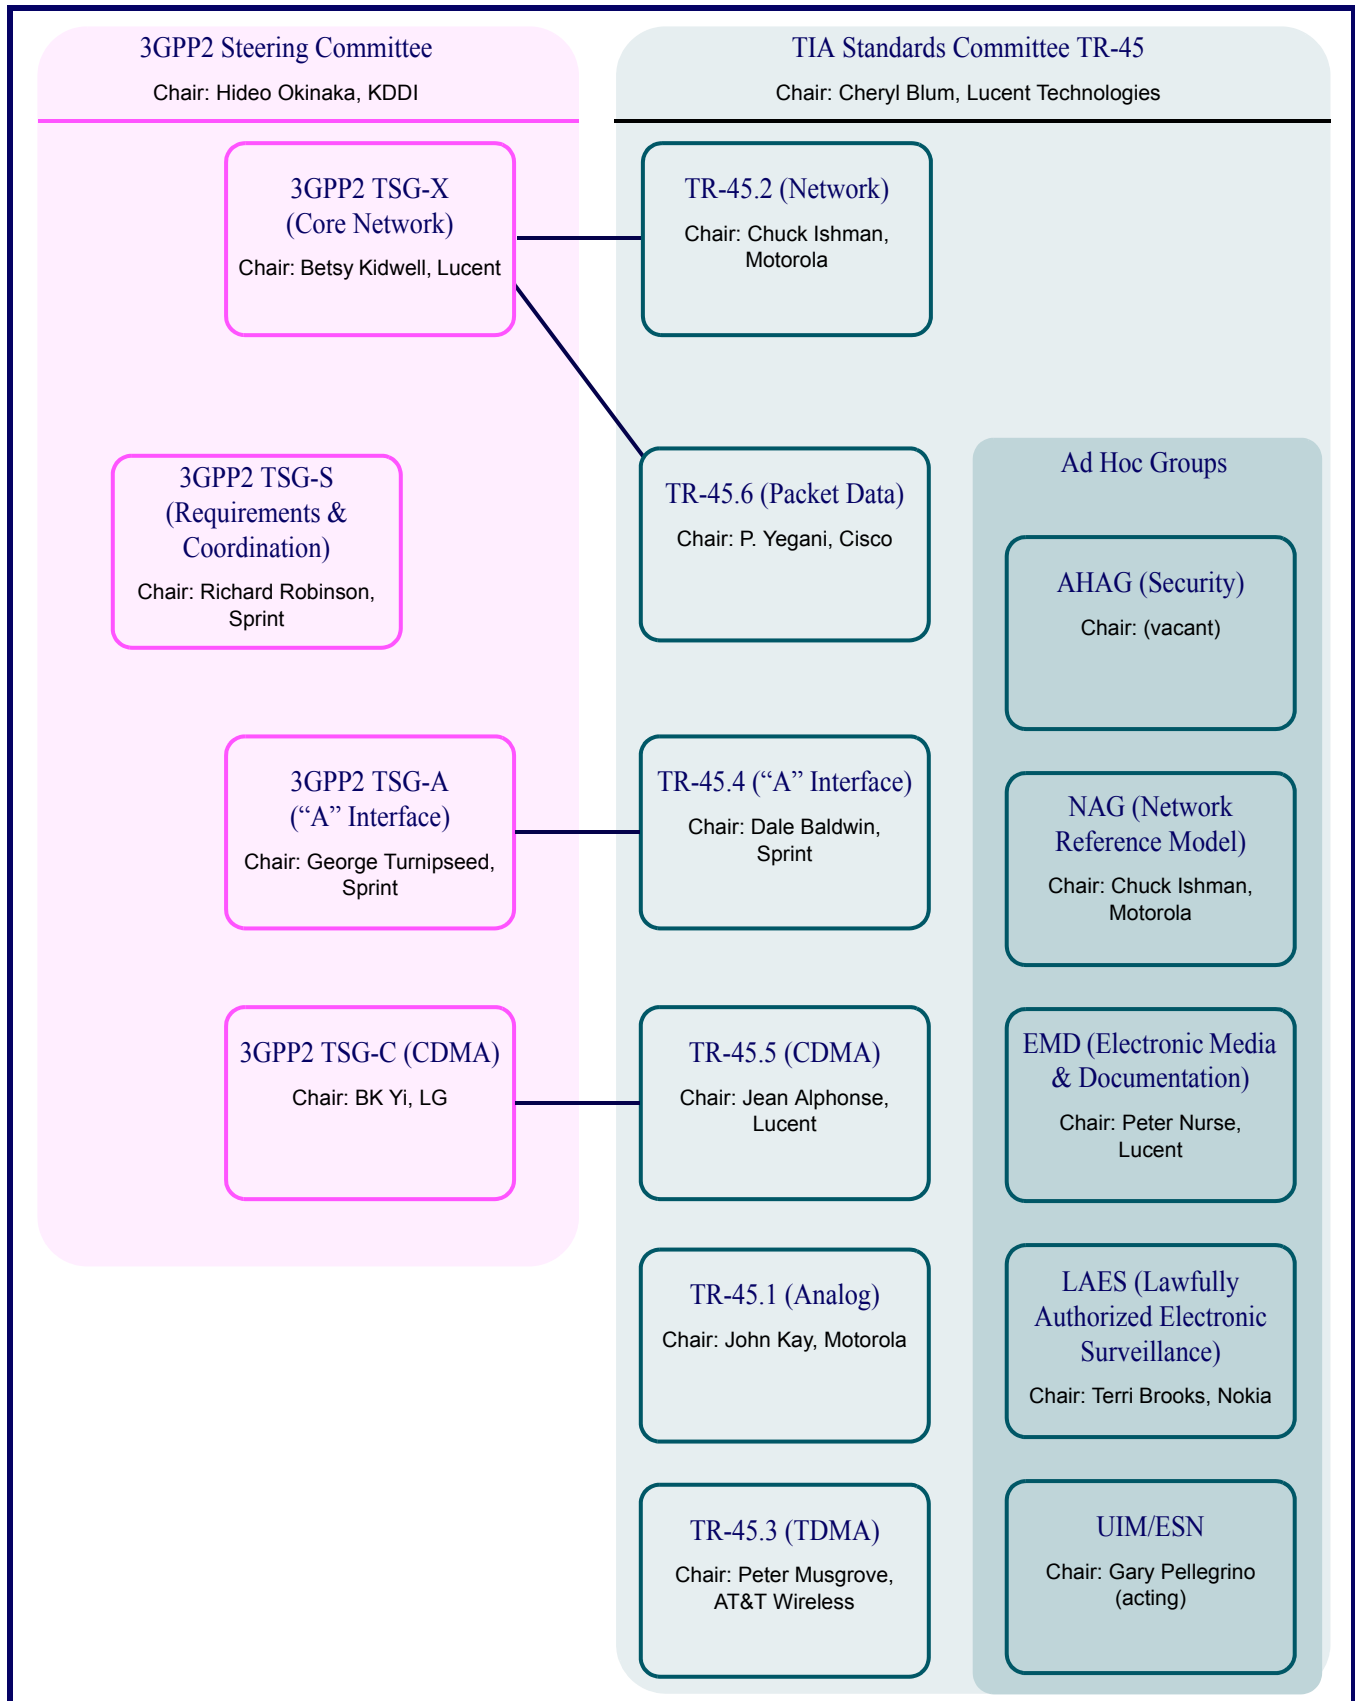 3GPP2 Steering Committee
Chair: Hideo Okinaka, KDDI
3GPP2 TSG-X
(Core Network)
Chair: Betsy Kidwell, Lucent
3GPP2 TSG-S
(Requirements &
Coordination)
Chair: Richard Robinson,
Sprint
3GPP2 TSG-A
(“A” Interface)
Chair: George Turnipseed,
Sprint
3GPP2 TSG-C (CDMA)
Chair: BK Yi, LG
TIA Standards Committee TR-45
Chair: Cheryl Blum, Lucent Technologies
TR-45.2 (Network)
Chair: Chuck Ishman,
Motorola
TR-45.6 (Packet Data)
Chair: P. Yegani, Cisco
TR-45.4 (“A” Interface)
Chair: Dale Baldwin,
Sprint
TR-45.5 (CDMA)
Chair: Jean Alphonse,
Lucent
TR-45.1 (Analog)
Chair: John Kay, Motorola
TR-45.3 (TDMA)
Chair: Peter Musgrove,
AT&T Wireless
Ad Hoc Groups
AHAG (Security)
Chair: (vacant)
NAG (Network
Reference Model)
Chair: Chuck Ishman,
Motorola
EMD (Electronic Media
& Documentation)
Chair: Peter Nurse,
Lucent
LAES (Lawfully
Authorized Electronic
Surveillance)
Chair: Terri Brooks, Nokia
UIM/ESN
Chair: Gary Pellegrino
(acting)